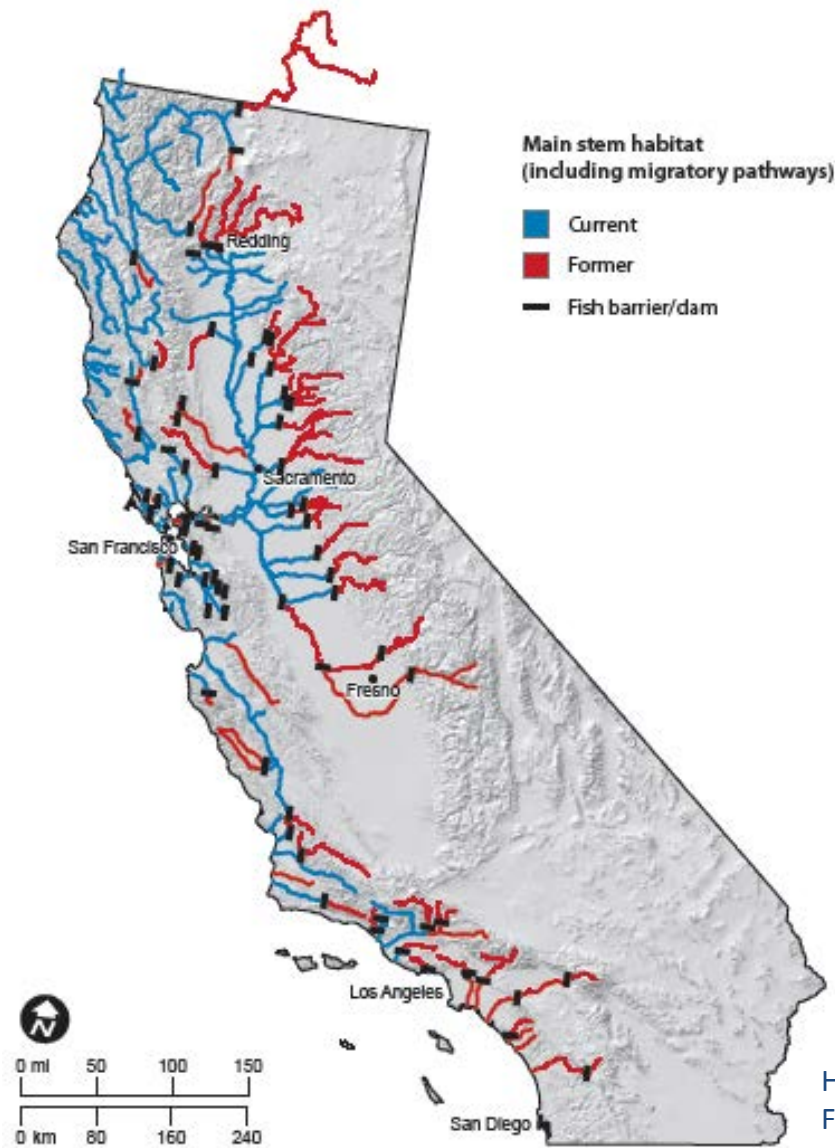 Main stem habitat
(including migratory pathways)
Current
Former
Fish barrier/dam
Redding
Sacramento
San Francisco
Fresno
Los Angeles
San Diego
N
0 mi 50 100 150
0 km 80 160 240
H
F